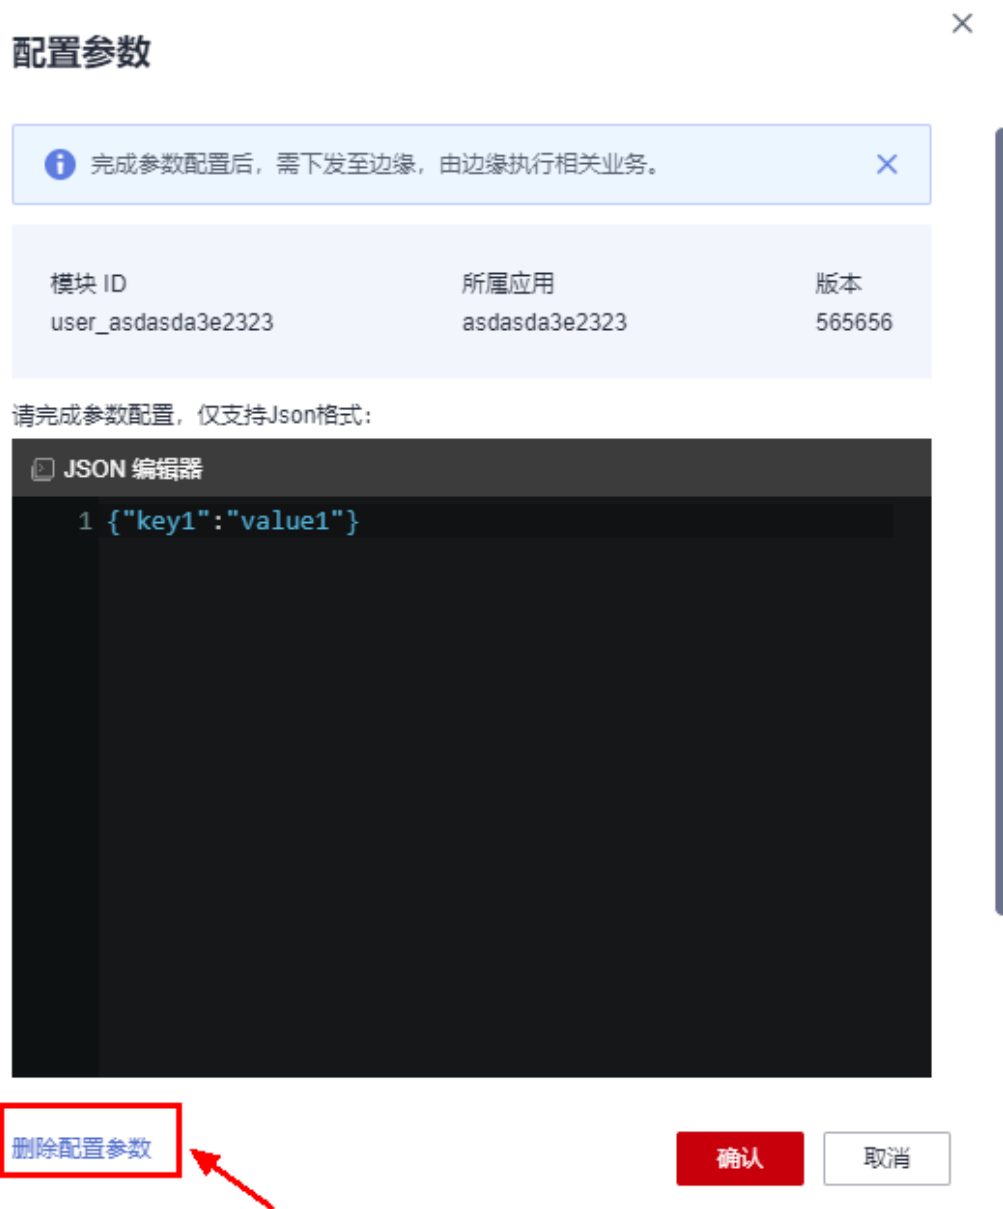 配置参数
完成参数配置后，需下发至边缘，由边缘执行相关业务。
模块 ID 所属应用 版本
user_asdasda3e2323 asdasda3e2323 565656
请完成参数配置，仅支持Json格式：
JSON 编辑器
1 {"key1":"value1"}
删除配置参数 确认 取消